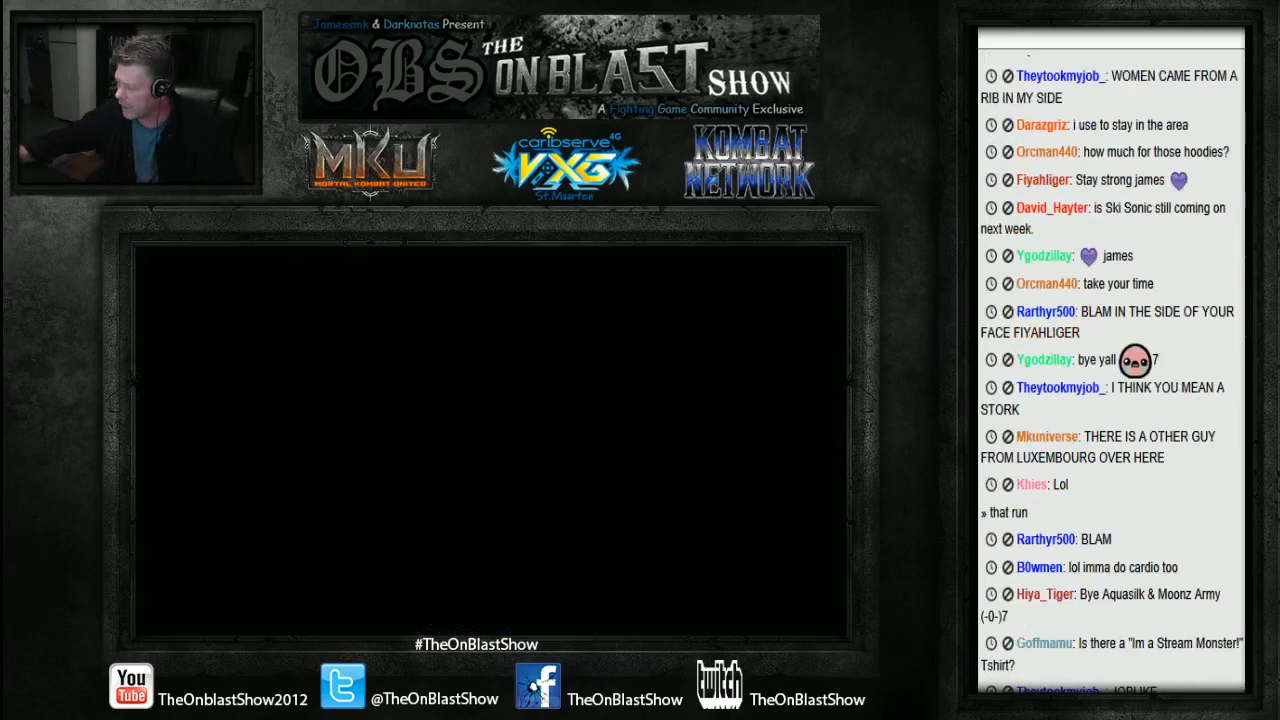 Jamessmk & Darknatas Present
OBS THE ON BLAST SHOW
A Fighting Game Community Exclusive
MKU
MORTAL KOMBAT UNITED
caribserve 4G
VXG
St.Maarten
KOMBAT
NETWORK
#TheOnBlastShow
You
Tube
TheOnblastShow2012
@TheOnBlastShow
TheOnBlastShow
twitch
TheOnBlastShow
Theytookmyjob_: WOMEN CAME FROM A
RIB IN MY SIDE
Darazgriz: i use to stay in the area
Orcman440: how much for those hoodies?
Fiyahliger: Stay strong james
David_Hayter: is Ski Sonic still coming on
next week.
Ygodzillay: james
Orcman440: take your time
Rarthyr500: BLAM IN THE SIDE OF YOUR
FACE FIYAHLIGER
Ygodzillay: bye yall 7
Theytookmyjob_: I THINK YOU MEAN A
STORK
Mkuniverse: THERE IS A OTHER GUY
FROM LUXEMBOURG OVER HERE
Khies: Lol
» that run
Rarthyr500: BLAM
B0wmen: lol imma do cardio too
Hiya_Tiger: Bye Aquasilk & Moonz Army
(-0-)7
Goffmamu: Is there a "Im a Stream Monster!"
Tshirt?
Theytookmyjob_: JOBLIKE